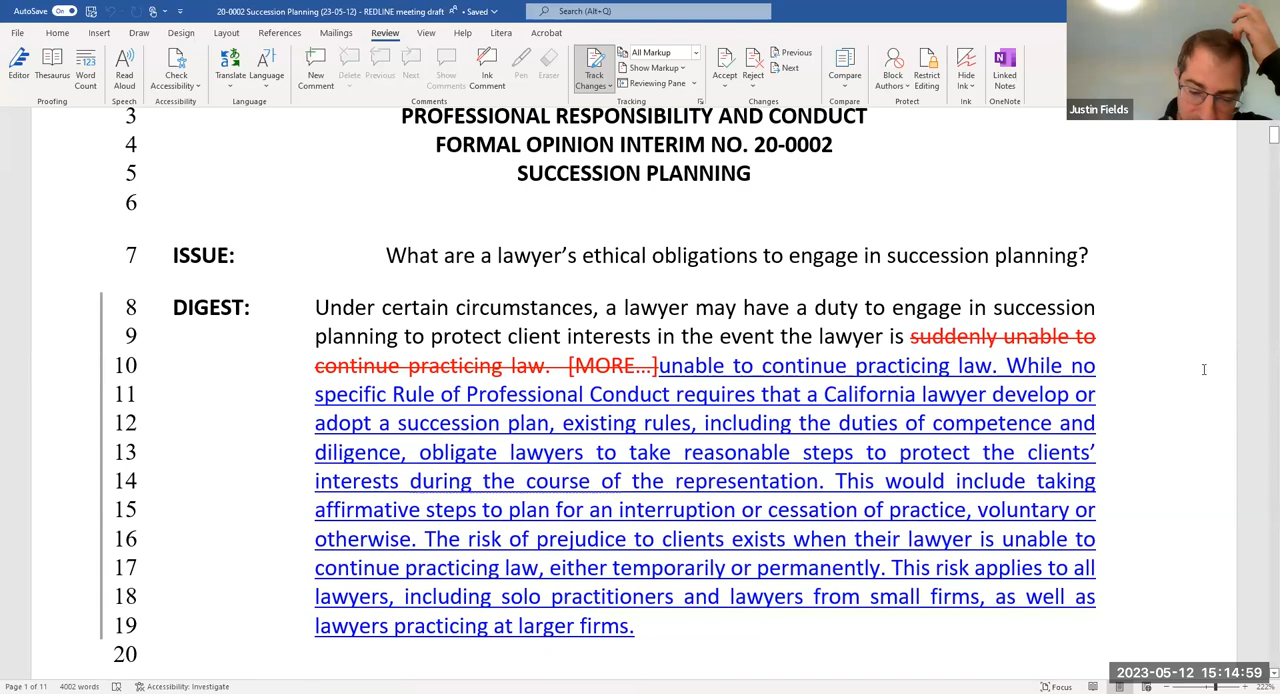 AutoSave On 20-0002 Succession Planning (23-05-12) - REDLINE meeting draft • Saved Search (Alt+Q)
File Home Insert Draw Design Layout References Mailings Review View Help Litera Acrobat
Editor Thesaurus Word Count Read Aloud Check Accessibility Translate Language New Comment Delete Previous Next Show Comments Ink Comment Pen Eraser Track Changes All Markup Show Markup Reviewing Pane Accept Reject Previous Next Compare Block Authors Restrict Editing Hide Ink Linked Notes
Proofing Speech Accessibility Language Comments Tracking Changes Compare Protect Ink OneNote
Justin Fields
3 PROFESSIONAL RESPONSIBILITY AND CONDUCT
4 FORMAL OPINION INTERIM NO. 20-0002
5 SUCCESSION PLANNING
6
7 ISSUE: What are a lawyer’s ethical obligations to engage in succession planning?
8 DIGEST: Under certain circumstances, a lawyer may have a duty to engage in succession
9 planning to protect client interests in the event the lawyer is suddenly unable to
10 continue practicing law. [MORE…]unable to continue practicing law. While no
11 specific Rule of Professional Conduct requires that a California lawyer develop or
12 adopt a succession plan, existing rules, including the duties of competence and
13 diligence, obligate lawyers to take reasonable steps to protect the clients’
14 interests during the course of the representation. This would include taking
15 affirmative steps to plan for an interruption or cessation of practice, voluntary or
16 otherwise. The risk of prejudice to clients exists when their lawyer is unable to
17 continue practicing law, either temporarily or permanently. This risk applies to all
18 lawyers, including solo practitioners and lawyers from small firms, as well as
19 lawyers practicing at larger firms.
20
2023-05-12 15:14:59
Page 1 of 11 4002 words Accessibility: Investigate Focus 222%